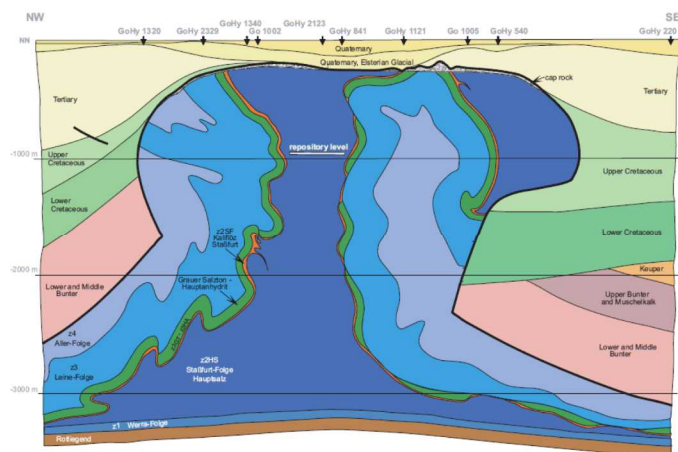 NW
SE
GoHy 1320
GoHy 2329
GoHy 1340
Go 1002
GoHy 2123
GoHy 841
GoHy 1121
Go 1005
GoHy 540
GoHy 220
NN
Quaternary
Quaternary, Elsterian Glacial
cap rock
Tertiary
Tertiary
repository level
-1000 m
Upper
Cretaceous
Upper Cretaceous
Lower
Cretaceous
Lower Cretaceous
z2SF
Kaliflöz
Staßfurt
-2000 m
Keuper
Grauer Salzton -
Hauptanhydrit
Lower and Middle
Bunter
Upper Bunter
and Muschelkalk
z4
Aller-Folge
z3
Leine-Folge
z2HS
Staßfurt-Folge
Hauptsalz
Lower and Middle
Bunter
-3000 m
z1 Werra-Folge
Rotliegend